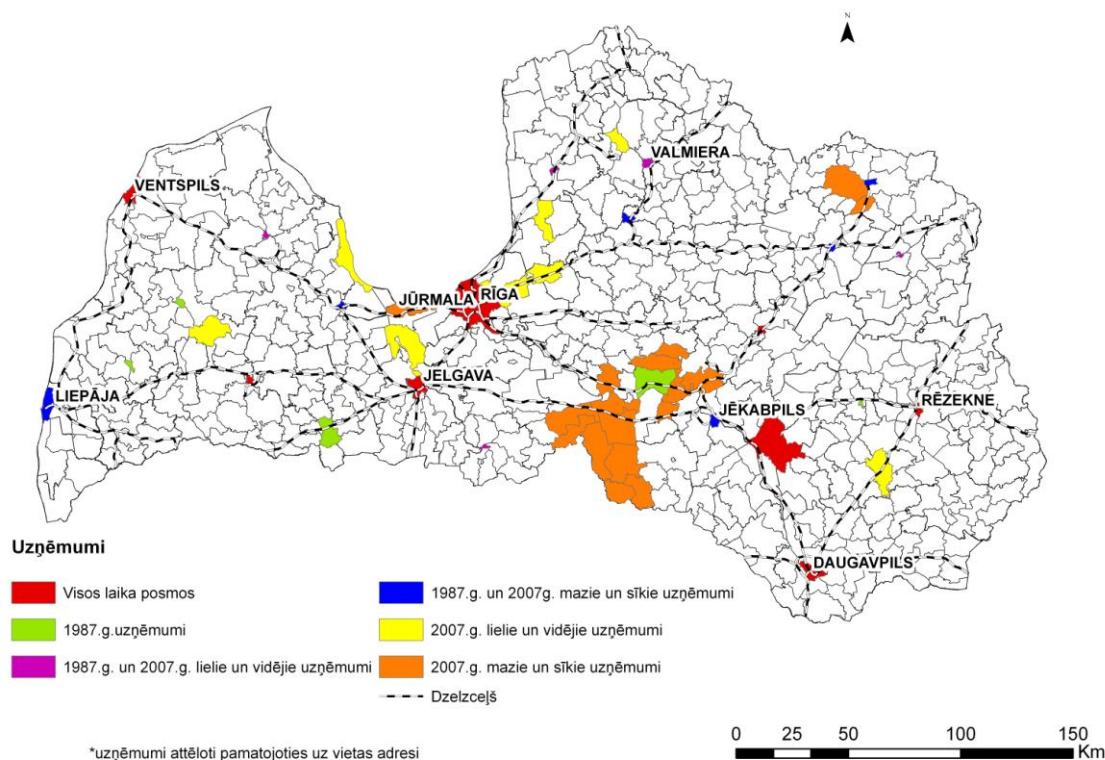 N
VALMIERA
VENTSPILS
JŪRMALA
RĪGA
JELGAVA
LIEPĀJA
JĒKABPILS
RĒZEKNE
DAUGAVPILS
Uzņēmumi
Visos laika posmos
1987.g.uzņēmumi
1987.g. un 2007.g. lielie un vidējie uzņēmumi
1987.g. un 2007g. mazie un sīkie uzņēmumi
2007.g. lielie un vidējie uzņēmumi
2007.g. mazie un sīkie uzņēmumi
Dzelzceļš
*uzņēmumi attēloti pamatojoties uz vietas adresi
0 25 50 100 150
Km